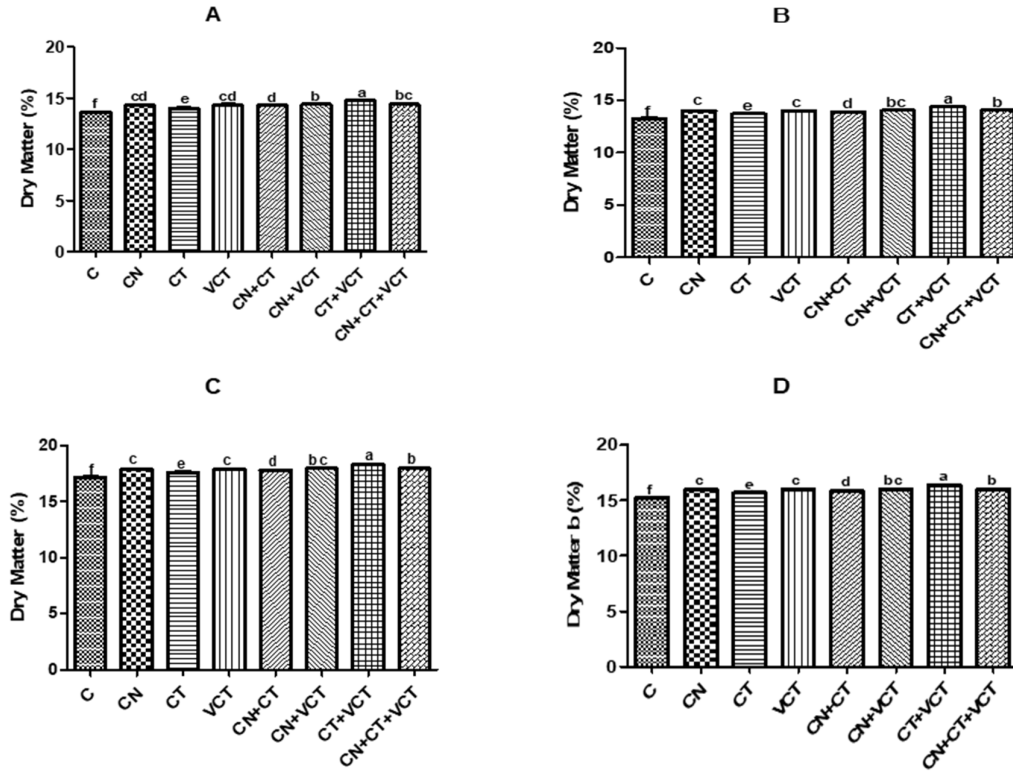 A
Dry Matter (%)
20
15
10
5
0
f
cd
e
cd
d
b
a
bc
C
CN
CT
VCT
CN+CT
CN+VCT
CT+VCT
CN+CT+VCT
B
Dry Matter (%)
20
15
10
5
0
f
c
e
c
d
bc
a
b
C
CN
CT
VCT
CN+CT
CN+VCT
CT+VCT
CN+CT+VCT
C
Dry Matter (%)
20
15
10
5
0
f
c
e
c
d
bc
a
b
C
CN
CT
VCT
CN+CT
CN+VCT
CT+VCT
CN+CT+VCT
D
Dry Matter b (%)
20
15
10
5
0
f
c
e
c
d
bc
a
b
C
CN
CT
VCT
CN+CT
CN+VCT
CT+VCT
CN+CT+VCT